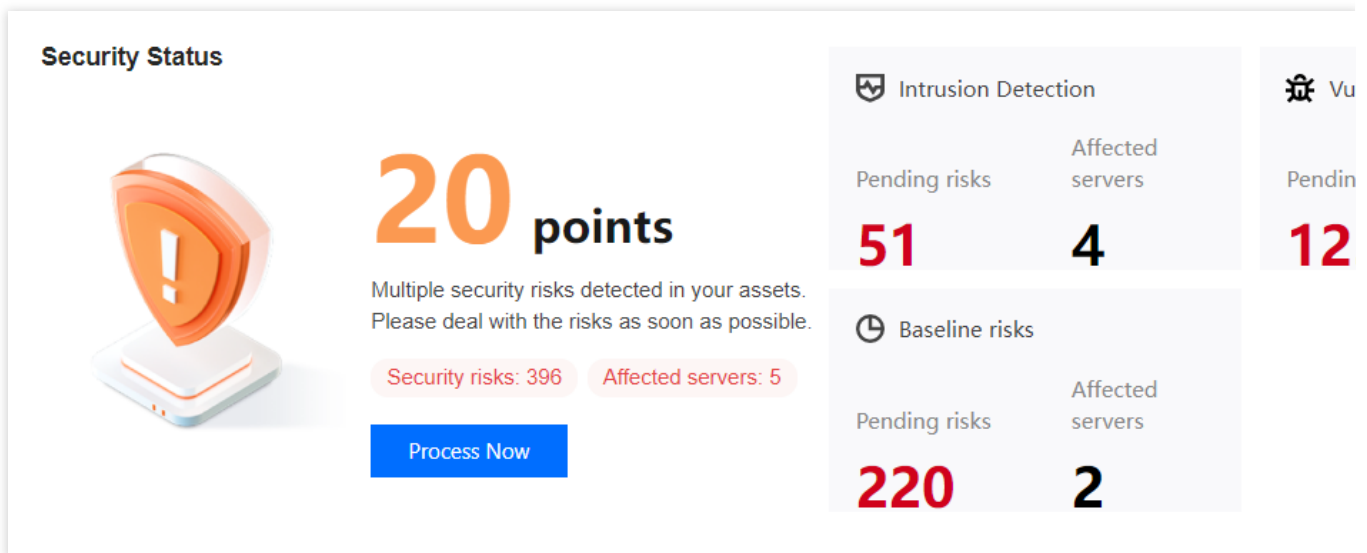 Security Status
20 points
Multiple security risks detected in your assets.
Please deal with the risks as soon as possible.
Security risks: 396
Affected servers: 5
Process Now
Intrusion Detection
Pending risks
Affected
servers
51
4
Baseline risks
Pending risks
Affected
servers
220
2
Vu
Pendin
12